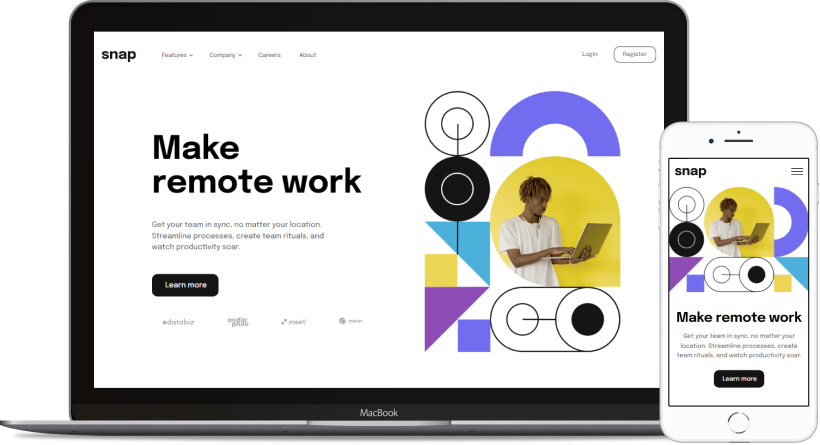 snap
Features
Company
Careers
About
Login
Register
Make
remote work
Get your team in sync, no matter your location.
Streamline processes, create team rituals, and
watch productivity soar.
Learn more
databiz
audio
phile
meet
maker
MacBook
snap
Make remote work
Get your team in sync, no matter your
location. Streamline processes, create
team rituals, and watch productivity soar.
Learn more